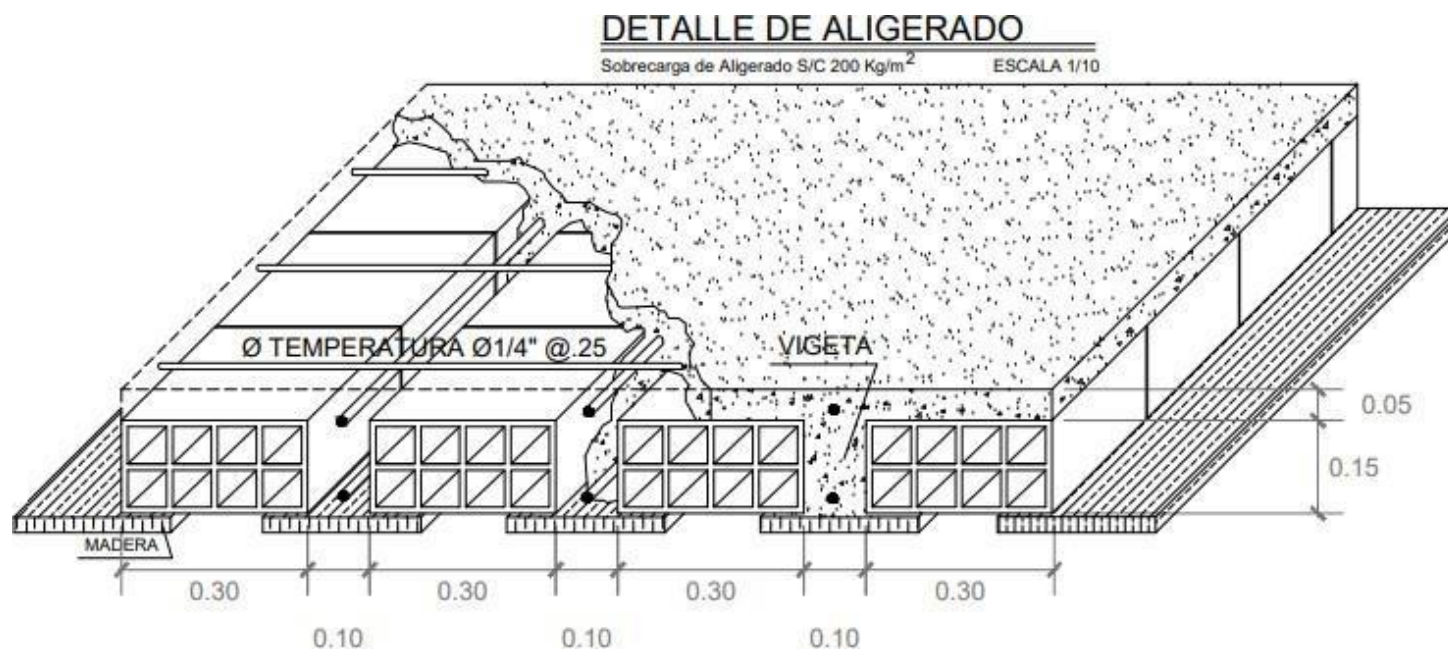 DETALLE DE ALIGERADO
Sobrecarga de Aligerado S/C 200 Kg/m² ESCALA 1/10
Ø TEMPERATURA Ø1/4" @.25
VIGETA
0.05
0.15
MADERA
0.30 0.30 0.30 0.30
0.10 0.10 0.10